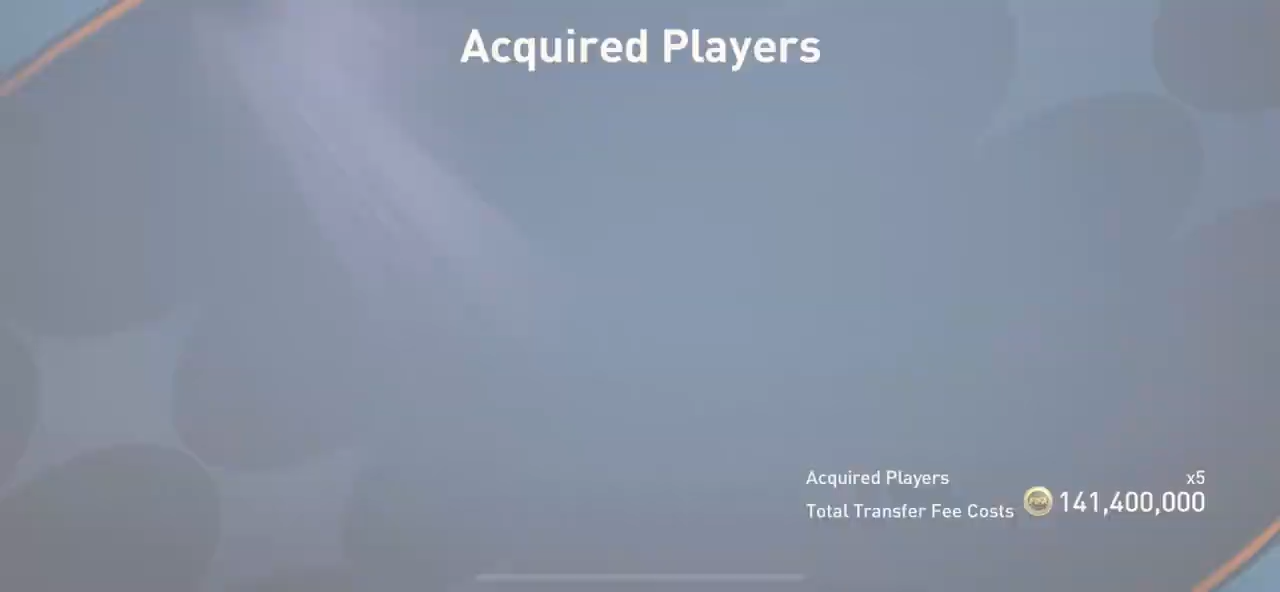 Acquired Players
Acquired Players x5
Total Transfer Fee Costs 141,400,000